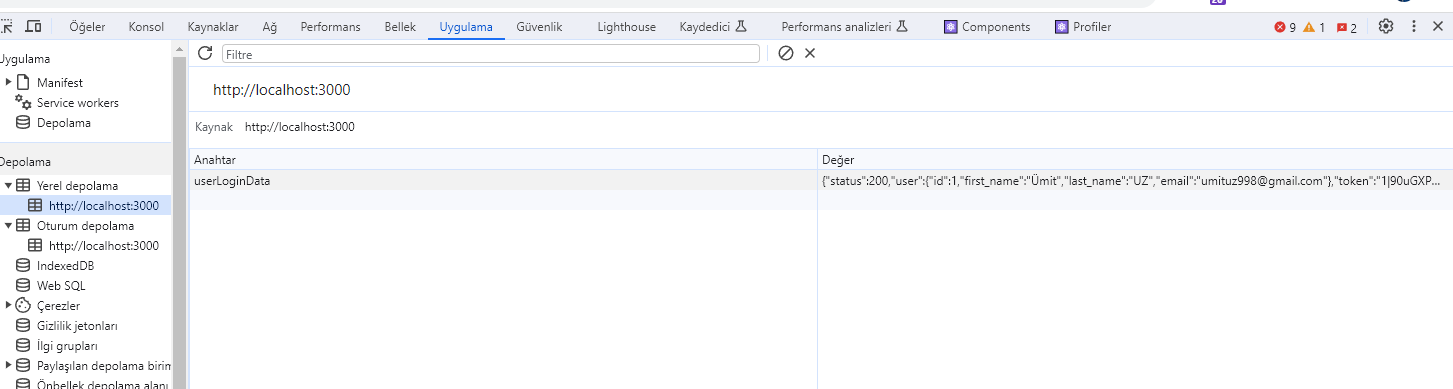 20
Öğeler Konsol Kaynaklar Ağ Performans Bellek Uygulama Güvenlik Lighthouse Kaydedici Performans analizleri Components Profiler 9 1 2
Uygulama
Manifest
Service workers
Depolama
Depolama
Yerel depolama
http://localhost:3000
Oturum depolama
http://localhost:3000
IndexedDB
Web SQL
Çerezler
Gizlilik jetonları
İlgi grupları
Paylaşılan depolama birim
Önbellek depolama alanı
Filtre
http://localhost:3000
Kaynak http://localhost:3000
Anahtar Değer
userLoginData {"status":200,"user":{"id":1,"first_name":"Ümit","last_name":"UZ","email":"umituz998@gmail.com"},"token":"1|90uGXP...